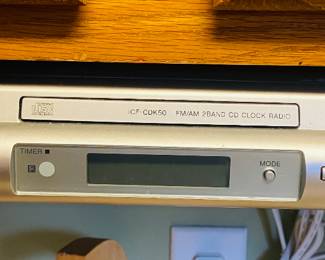 ICF-CDK50 FM/AM 2BAND CD CLOCK RADIO
TIMER
MODE